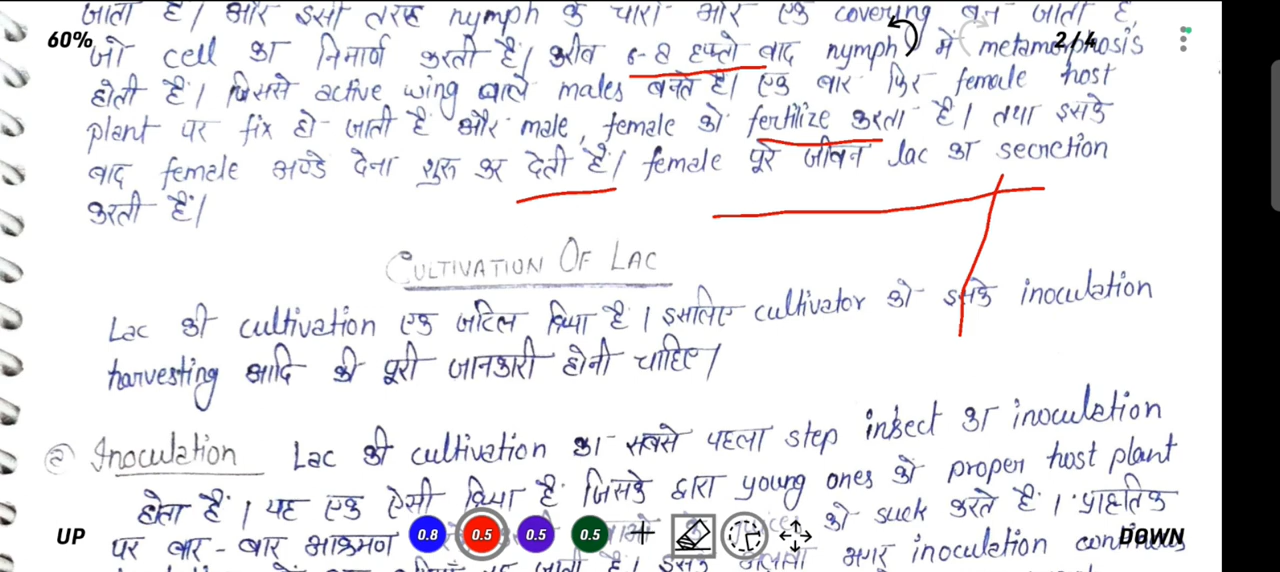 जाता है। और इसी तरह nymph के चारो ओर एक covering बन जाती है,
60%
2/4
जो cell का निमार्ण करती है। करीब 6-8 हफ्तो बाद nymph में metamorphosis
होती है। जिससे active wing वाले males बनते है। एक बार फिर female host
plant पर fix हो जाती है और male, female को fertilize करता है। तथा इसके
बाद female अण्डे देना शुरू कर देती है। female पूरे जीवन lac का secretion
करती हैं।
CULTIVATION OF LAC
Lac की cultivation एक जटिल क्रिया है। इसलिए cultivator को इसके inoculation
harvesting आदि की पूरी जानकारी होनी चाहिए।
Inoculation Lac की cultivation का सबसे पहला step insect का inoculation
होता है। यह एक ऐसी क्रिया है जिसके द्वारा young ones को proper host plant
को suck करते है। प्राकृतिक
UP
पर बार-बार आक्रमण
0.8
0.5
0.5
0.5
अगर inoculation
DOWN